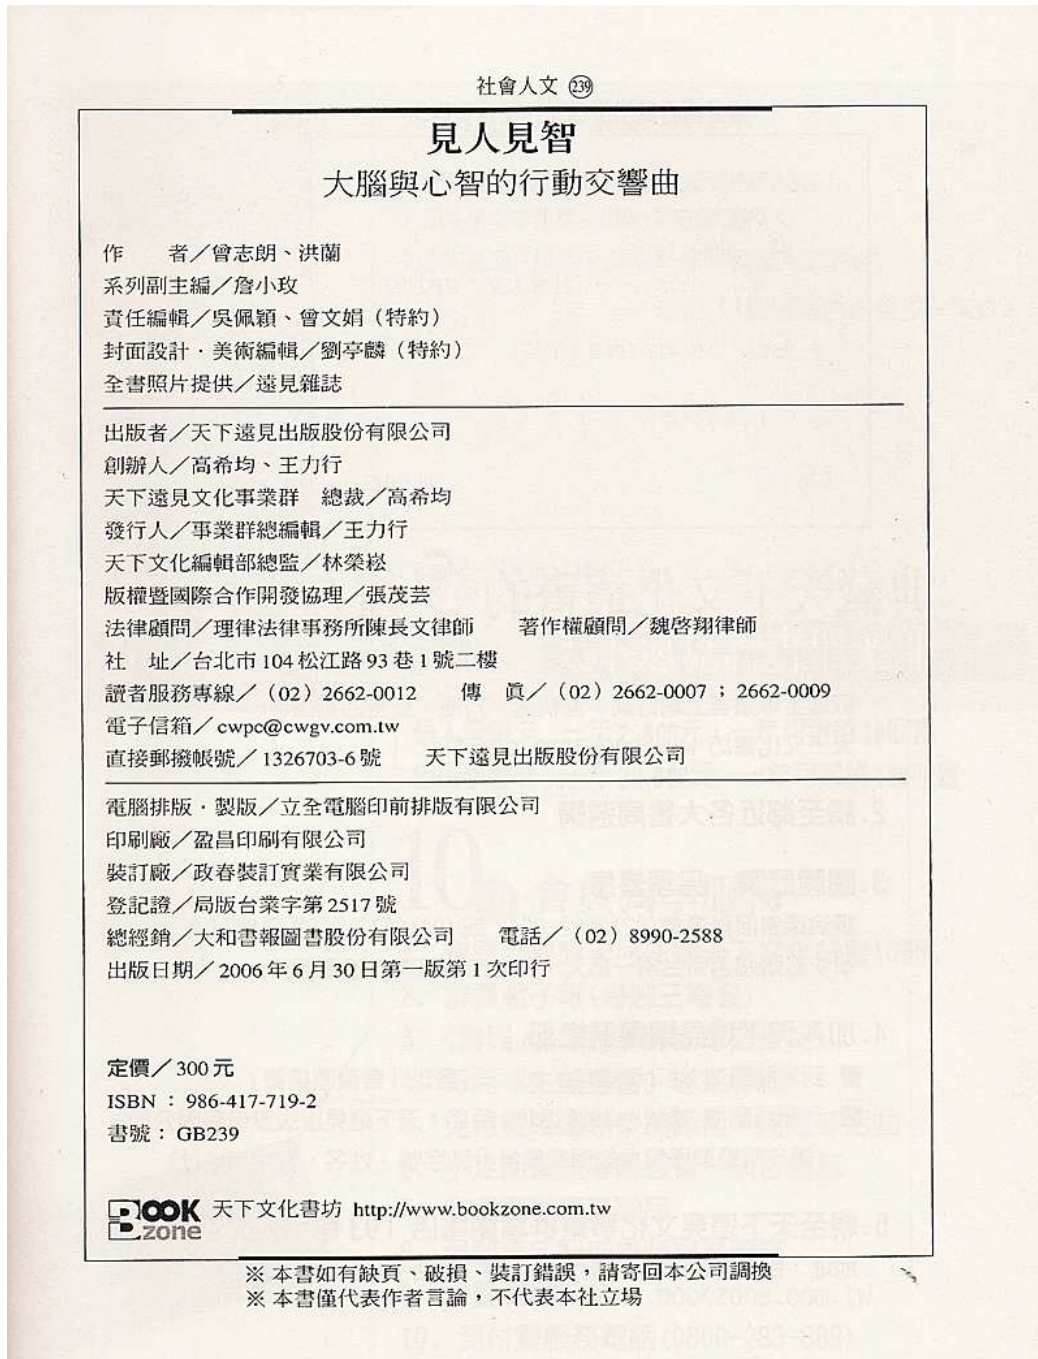 社會人文 239
見人見智
大腦與心智的行動交響曲
作　　者／曾志朗、洪蘭
系列副主編／詹小玫
責任編輯／吳佩穎、曾文娟（特約）
封面設計．美術編輯／劉亭麟（特約）
全書照片提供／遠見雜誌
出版者／天下遠見出版股份有限公司
創辦人／高希均、王力行
天下遠見文化事業群　總裁／高希均
發行人／事業群總編輯／王力行
天下文化編輯部總監／林榮崧
版權暨國際合作開發協理／張茂芸
法律顧問／理律法律事務所陳長文律師　　著作權顧問／魏啓翔律師
社　址／台北市 104 松江路 93 巷 1 號二樓
讀者服務專線／（02）2662-0012　　傳　真／（02）2662-0007；2662-0009
電子信箱／cwpc@cwgv.com.tw
直接郵撥帳號／1326703-6 號　　天下遠見出版股份有限公司
電腦排版．製版／立全電腦印前排版有限公司
印刷廠／盈昌印刷有限公司
裝訂廠／政春裝訂實業有限公司
登記證／局版台業字第 2517 號
總經銷／大和書報圖書股份有限公司　　電話／（02）8990-2588
出版日期／2006 年 6 月 30 日第一版第 1 次印行
定價／300 元
ISBN：986-417-719-2
書號：GB239
BOOK zone 天下文化書坊 http://www.bookzone.com.tw
※ 本書如有缺頁、破損、裝訂錯誤，請寄回本公司調換
※ 本書僅代表作者言論，不代表本社立場